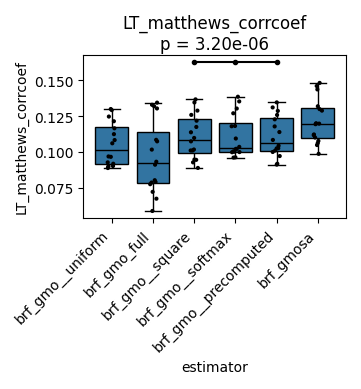 LT_matthews_corrcoef
p = 3.20e-06
LT_matthews_corrcoef
0.150
0.125
0.100
0.075
brf_gmo__uniform
brf_gmo_full
brf_gmo__square
brf_gmo__softmax
brf_gmo__precomputed
brf_gmosa
estimator